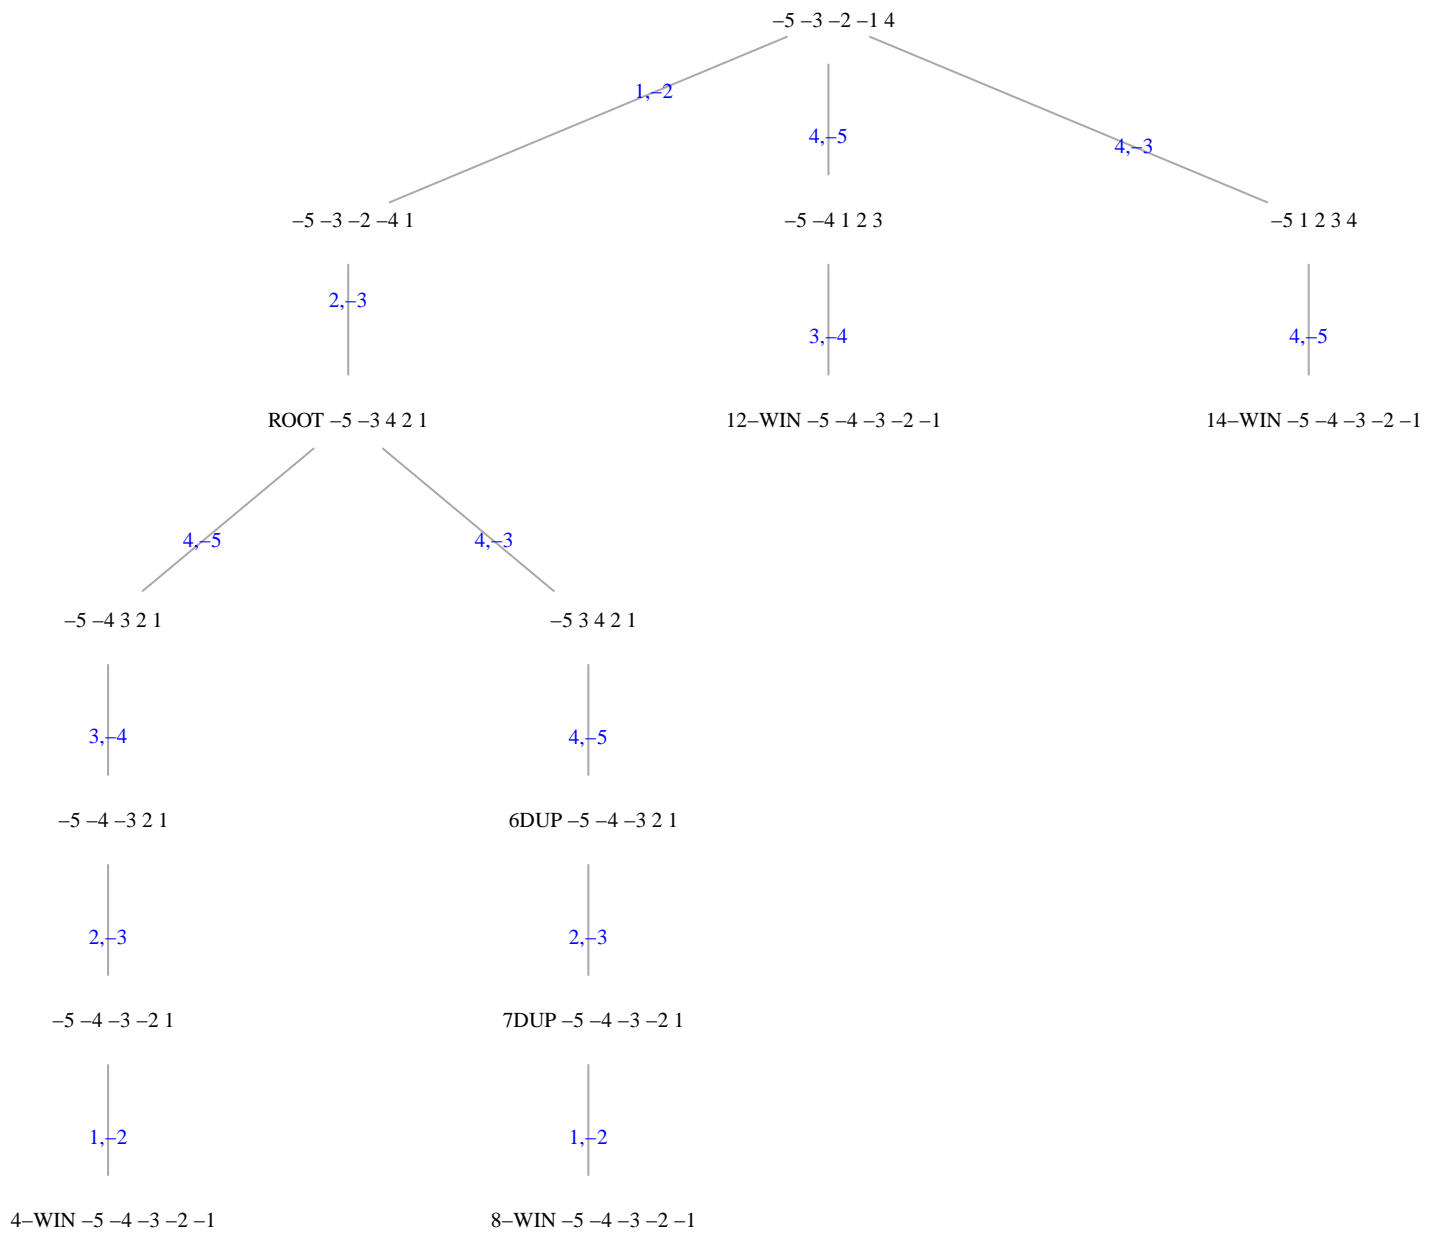 −5 −3 −2 −1 4
1,−2
4,−5
4,−3
−5 −3 −2 −4 1
−5 −4 1 2 3
−5 1 2 3 4
2,−3
3,−4
4,−5
ROOT −5 −3 4 2 1
12−WIN −5 −4 −3 −2 −1
14−WIN −5 −4 −3 −2 −1
4,−5
4,−3
−5 −4 3 2 1
−5 3 4 2 1
3,−4
4,−5
−5 −4 −3 2 1
6DUP −5 −4 −3 2 1
2,−3
2,−3
−5 −4 −3 −2 1
7DUP −5 −4 −3 −2 1
1,−2
1,−2
4−WIN −5 −4 −3 −2 −1
8−WIN −5 −4 −3 −2 −1